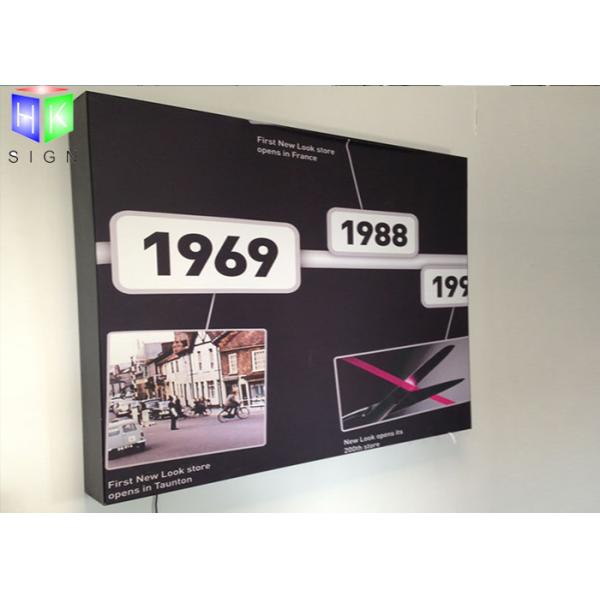 HK
SIGN
First New Look store
opens in France
1969
1988
199
First New Look store
opens in Taunton
New Look opens its
200th store